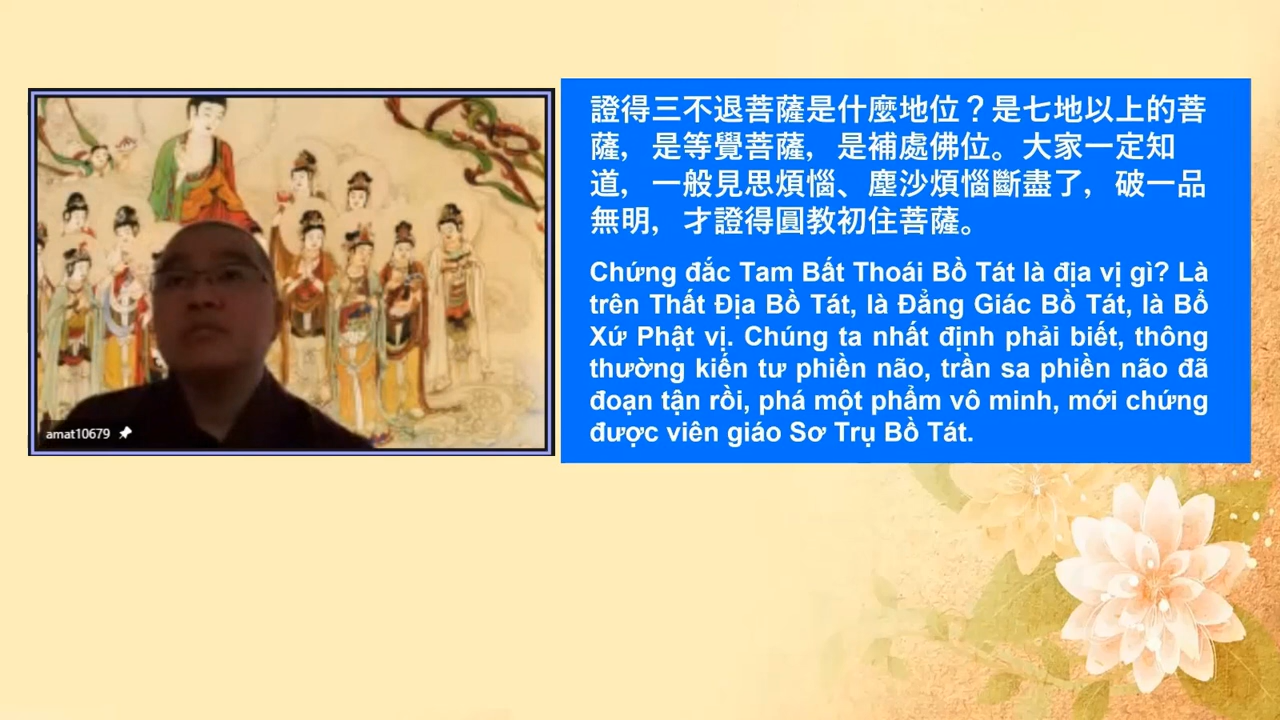 amat10679
證得三不退菩薩是什麼地位？是七地以上的菩
薩，是等覺菩薩，是補處佛位。大家一定知
道，一般見思煩惱、塵沙煩惱斷盡了，破一品
無明，才證得圓教初住菩薩。
Chứng đắc Tam Bất Thoái Bồ Tát là địa vị gì? Là
trên Thất Địa Bồ Tát, là Đẳng Giác Bồ Tát, là Bổ
Xứ Phật vị. Chúng ta nhất định phải biết, thông
thường kiến tư phiền não, trần sa phiền não đã
đoạn tận rồi, phá một phẩm vô minh, mới chứng
được viên giáo Sơ Trụ Bồ Tát.